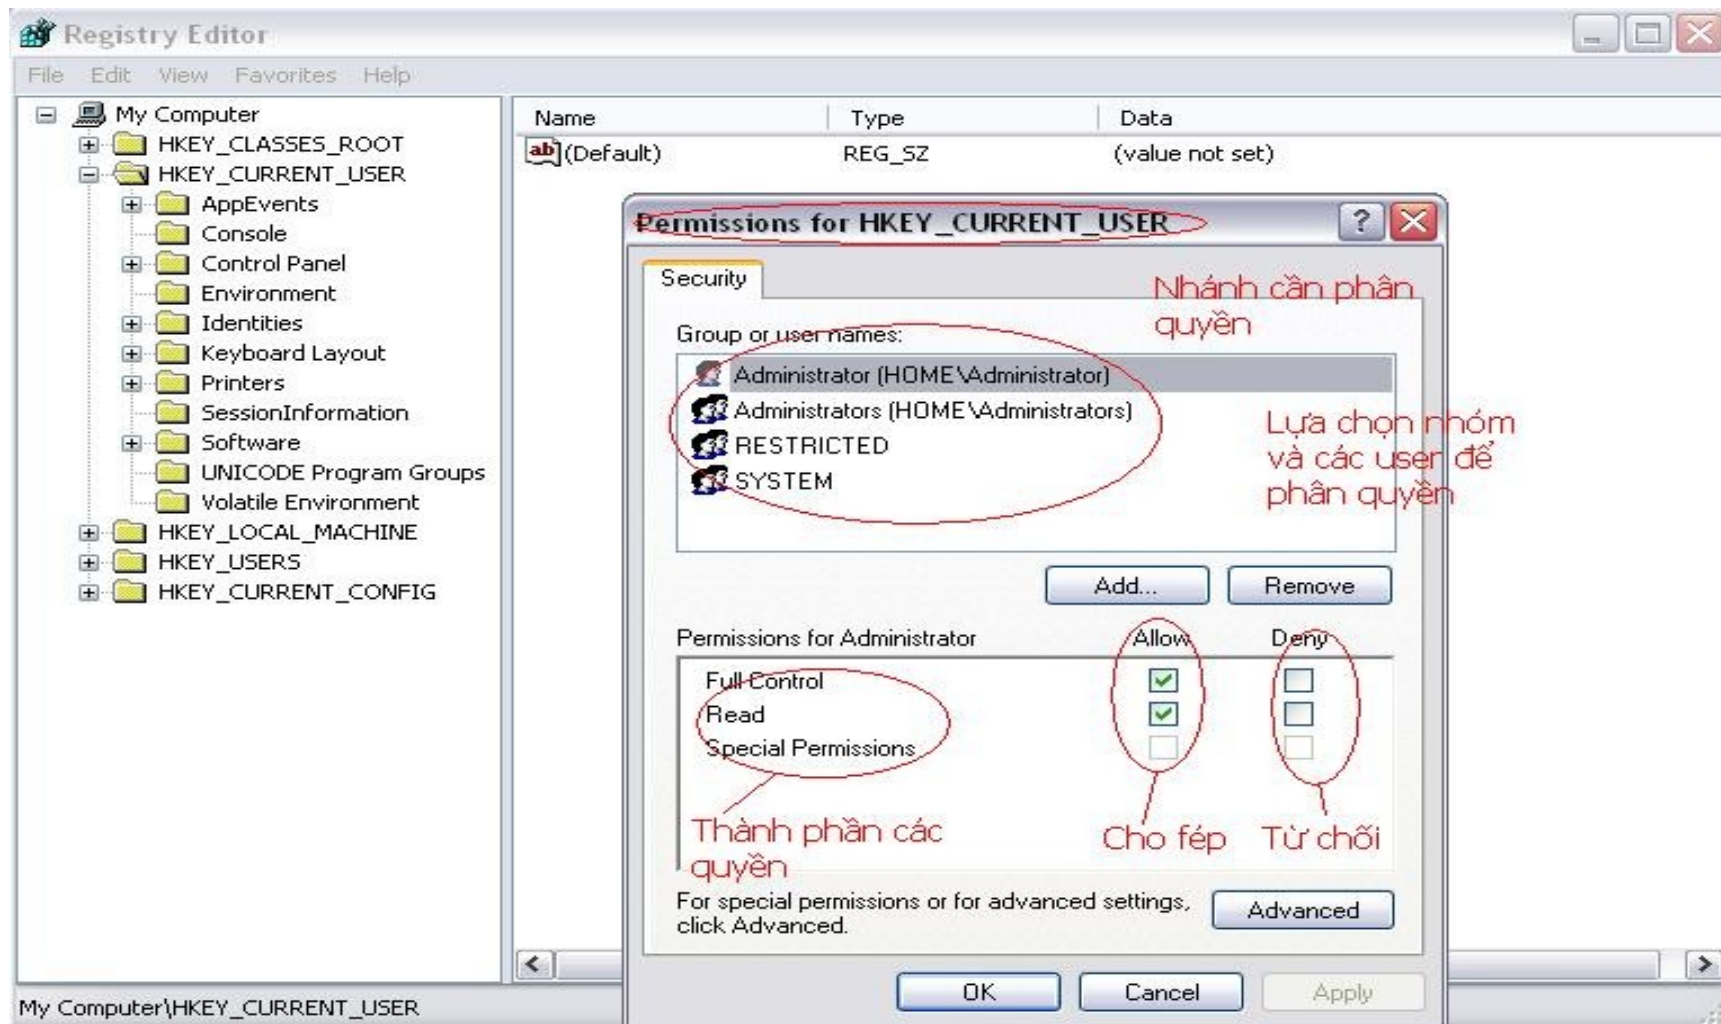 Registry Editor
File Edit View Favorites Help
My Computer
HKEY_CLASSES_ROOT
HKEY_CURRENT_USER
AppEvents
Console
Control Panel
Environment
Identities
Keyboard Layout
Printers
SessionInformation
Software
UNICODE Program Groups
Volatile Environment
HKEY_LOCAL_MACHINE
HKEY_USERS
HKEY_CURRENT_CONFIG
Name Type Data
ab (Default) REG_SZ (value not set)
Permissions for HKEY_CURRENT_USER
Security
Nhánh cần phân
quyền
Group or user names:
Administrator (HOME\Administrator)
Administrators (HOME\Administrators)
RESTRICTED
SYSTEM
Lựa chọn nhóm
và các user để
phân quyền
Add... Remove
Permissions for Administrator Allow Deny
Full Control
Read
Special Permissions
Thành phần các
quyền
Cho fép
Từ chối
For special permissions or for advanced settings,
click Advanced.
Advanced
OK Cancel Apply
My Computer\HKEY_CURRENT_USER